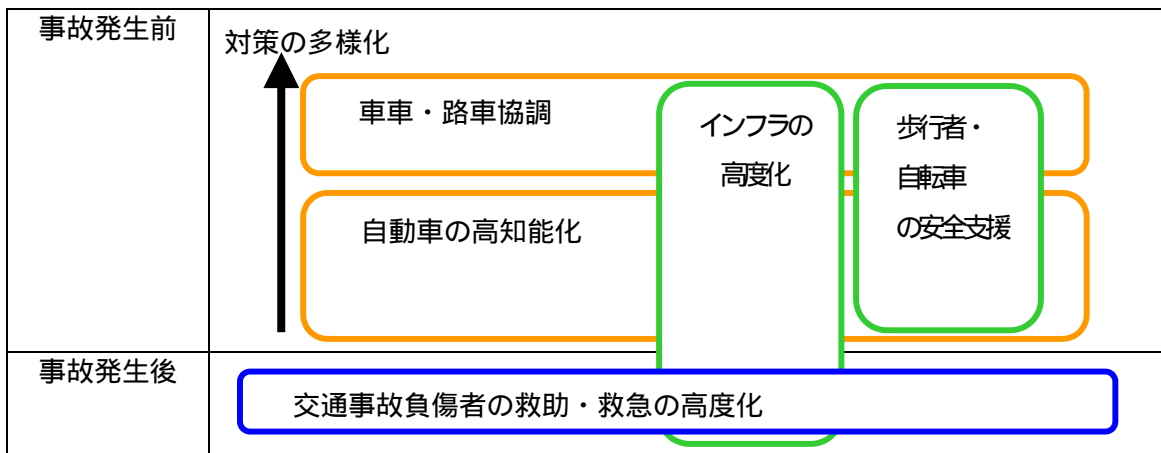 事故発生前
対策の多様化
車車・路車協調
インフラの
高度化
歩行者・
自転車
の安全支援
自動車の高知能化
事故発生後
交通事故負傷者の救助・救急の高度化